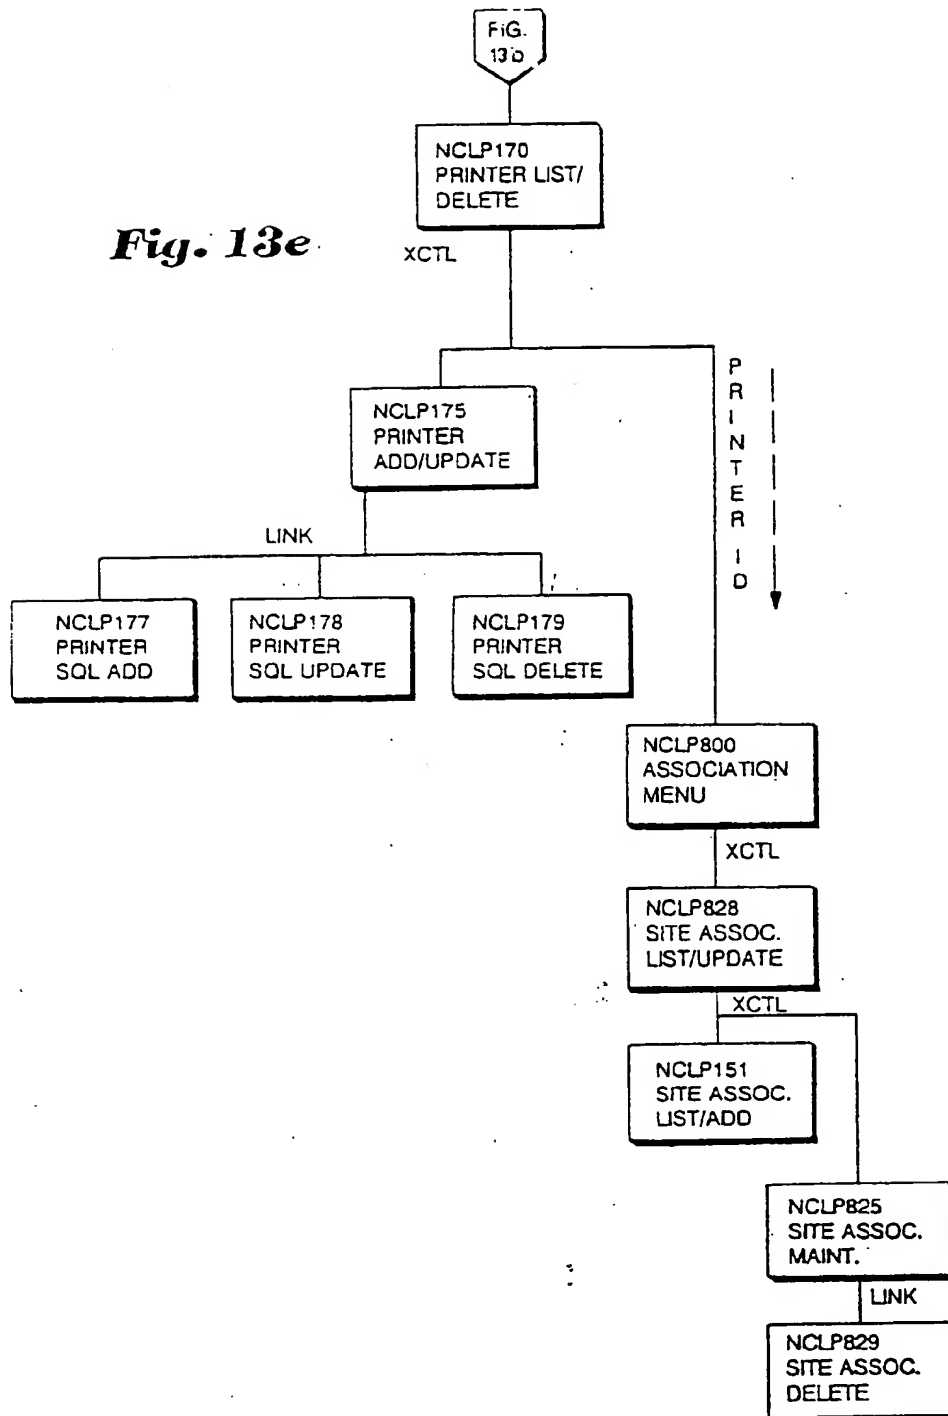 FIG.
13b
NCLP170
PRINTER LIST/
DELETE
Fig. 13e
XCTL
PRINTER ID
NCLP175
PRINTER
ADD/UPDATE
LINK
NCLP177
PRINTER
SQL ADD
NCLP178
PRINTER
SQL UPDATE
NCLP179
PRINTER
SQL DELETE
NCLP800
ASSOCIATION
MENU
XCTL
NCLP828
SITE ASSOC.
LIST/UPDATE
XCTL
NCLP151
SITE ASSOC.
LIST/ADD
NCLP825
SITE ASSOC.
MAINT.
LINK
NCLP829
SITE ASSOC.
DELETE